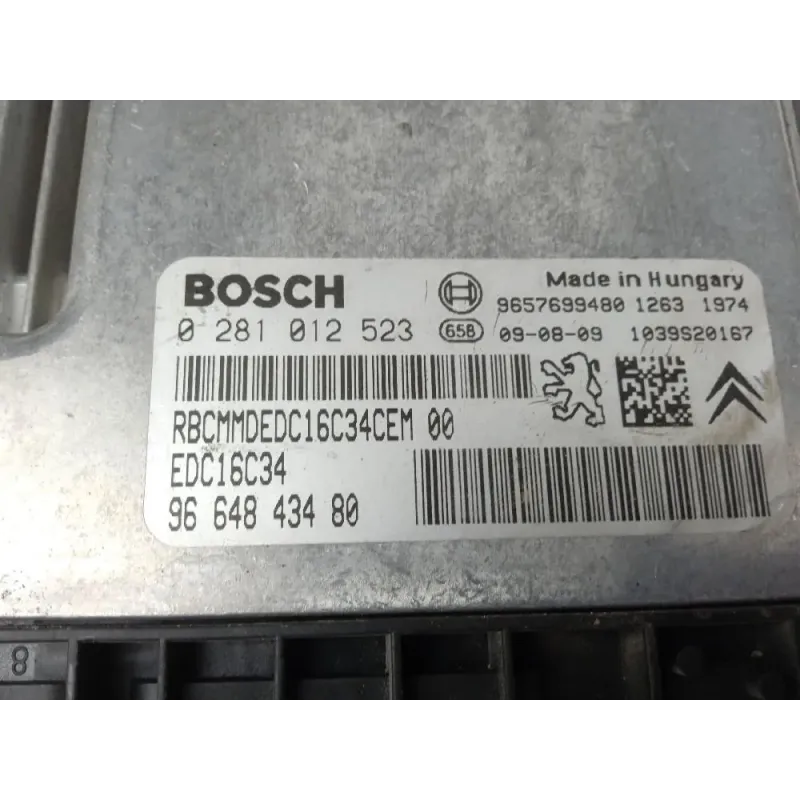 BOSCH
Made in Hungary
9657699480 1263 1974
0 281 012 523
658 09-08-09 1039S20167
RBCMMDEDC16C34CEM 00
EDC16C34
96 648 434 80
8